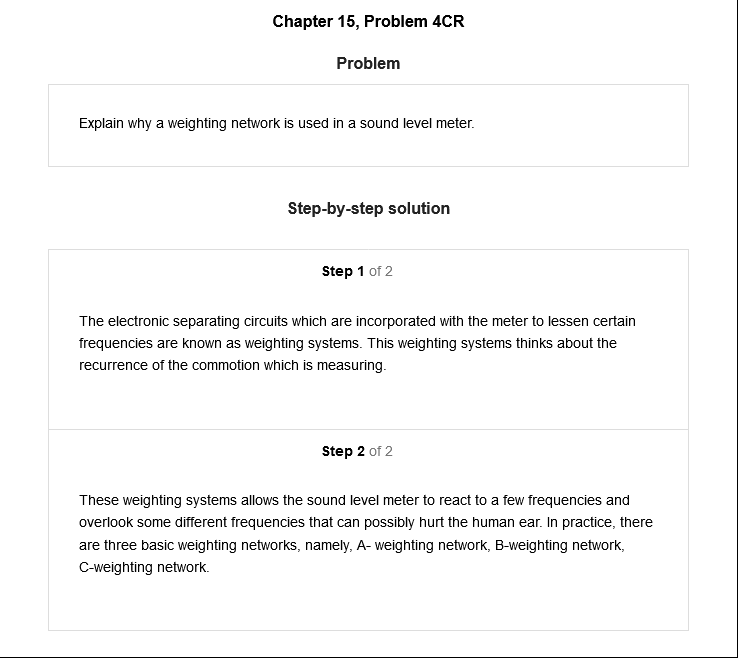 Chapter 15, Problem 4CR
Problem
Explain why a weighting network is used in a sound level meter.
Step-by-step solution
Step 1 of 2
The electronic separating circuits which are incorporated with the meter to lessen certain
frequencies are known as weighting systems. This weighting systems thinks about the
recurrence of the commotion which is measuring.
Step 2 of 2
These weighting systems allows the sound level meter to react to a few frequencies and
overlook some different frequencies that can possibly hurt the human ear. In practice, there
are three basic weighting networks, namely, A- weighting network, B-weighting network,
C-weighting network.